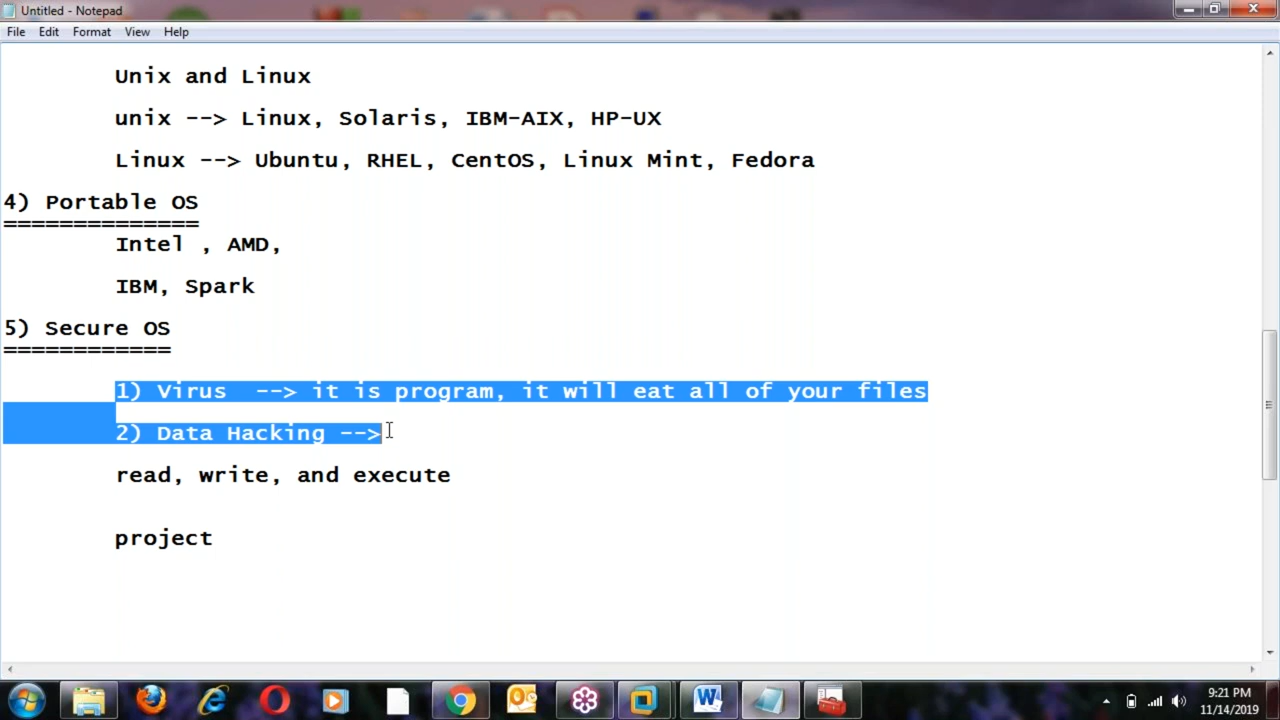 Untitled - Notepad
File Edit Format View Help
Unix and Linux
unix --> Linux, Solaris, IBM-AIX, HP-UX
Linux --> Ubuntu, RHEL, CentOS, Linux Mint, Fedora
4) Portable OS
==============
Intel , AMD,
IBM, Spark
5) Secure OS
============
1) Virus --> it is program, it will eat all of your files
2) Data Hacking -->
read, write, and execute
project
9:21 PM
11/14/2019